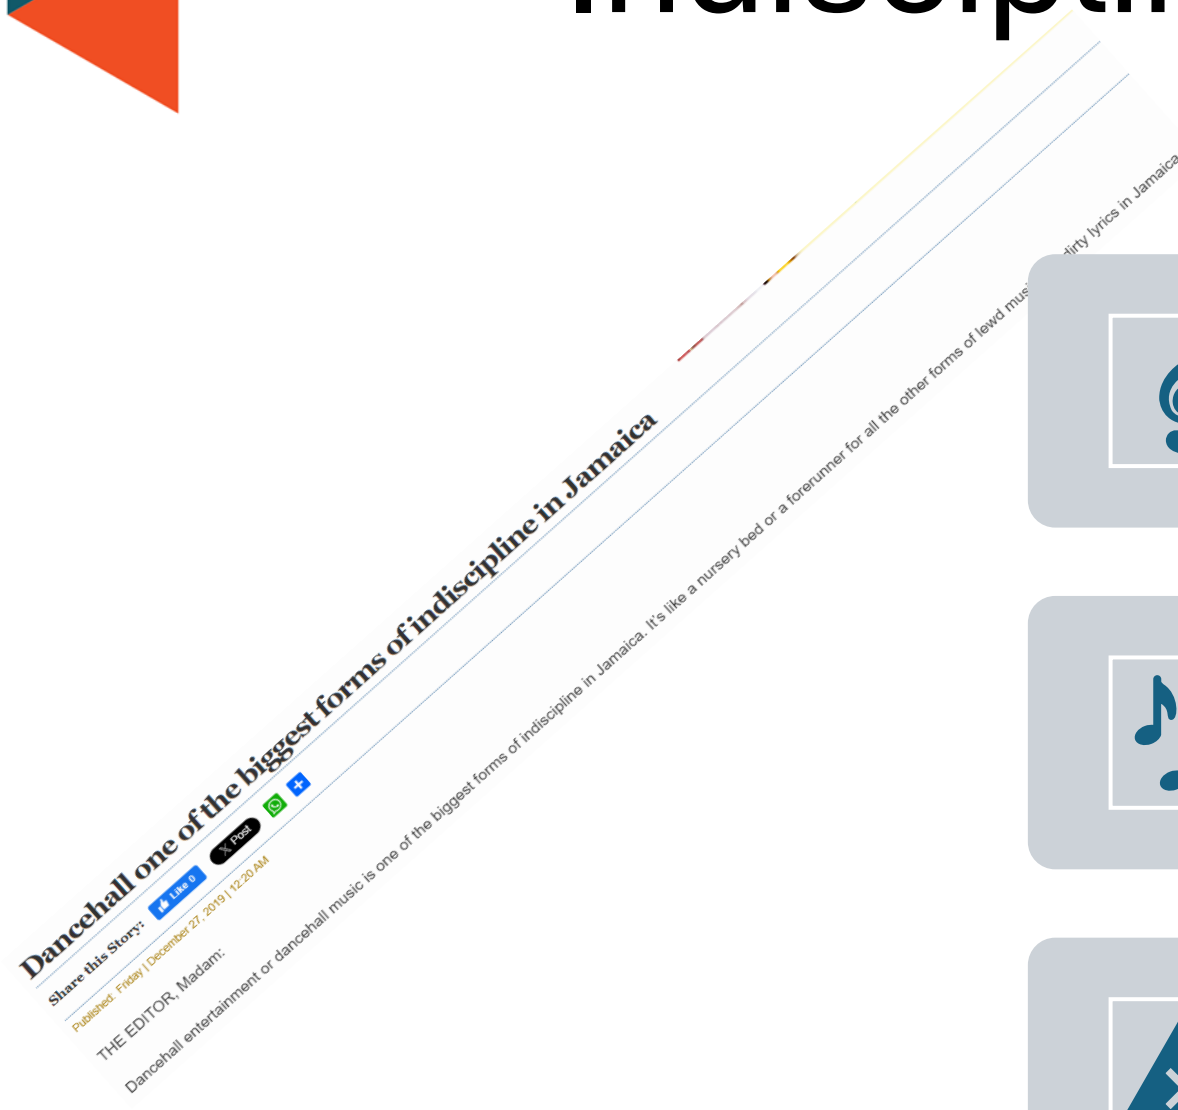 Dancehall one of the biggest forms of indiscipline in Jamaica
Share this Story:
Like 0
X Post
Published: Friday | December 27, 2019 | 12:20 AM
THE EDITOR, Madam:
Dancehall entertainment or dancehall music is one of the biggest forms of indiscipline in Jamaica. It's like a nursery bed or a forerunner for all the other forms of lewd dirty lyrics in Jamaica